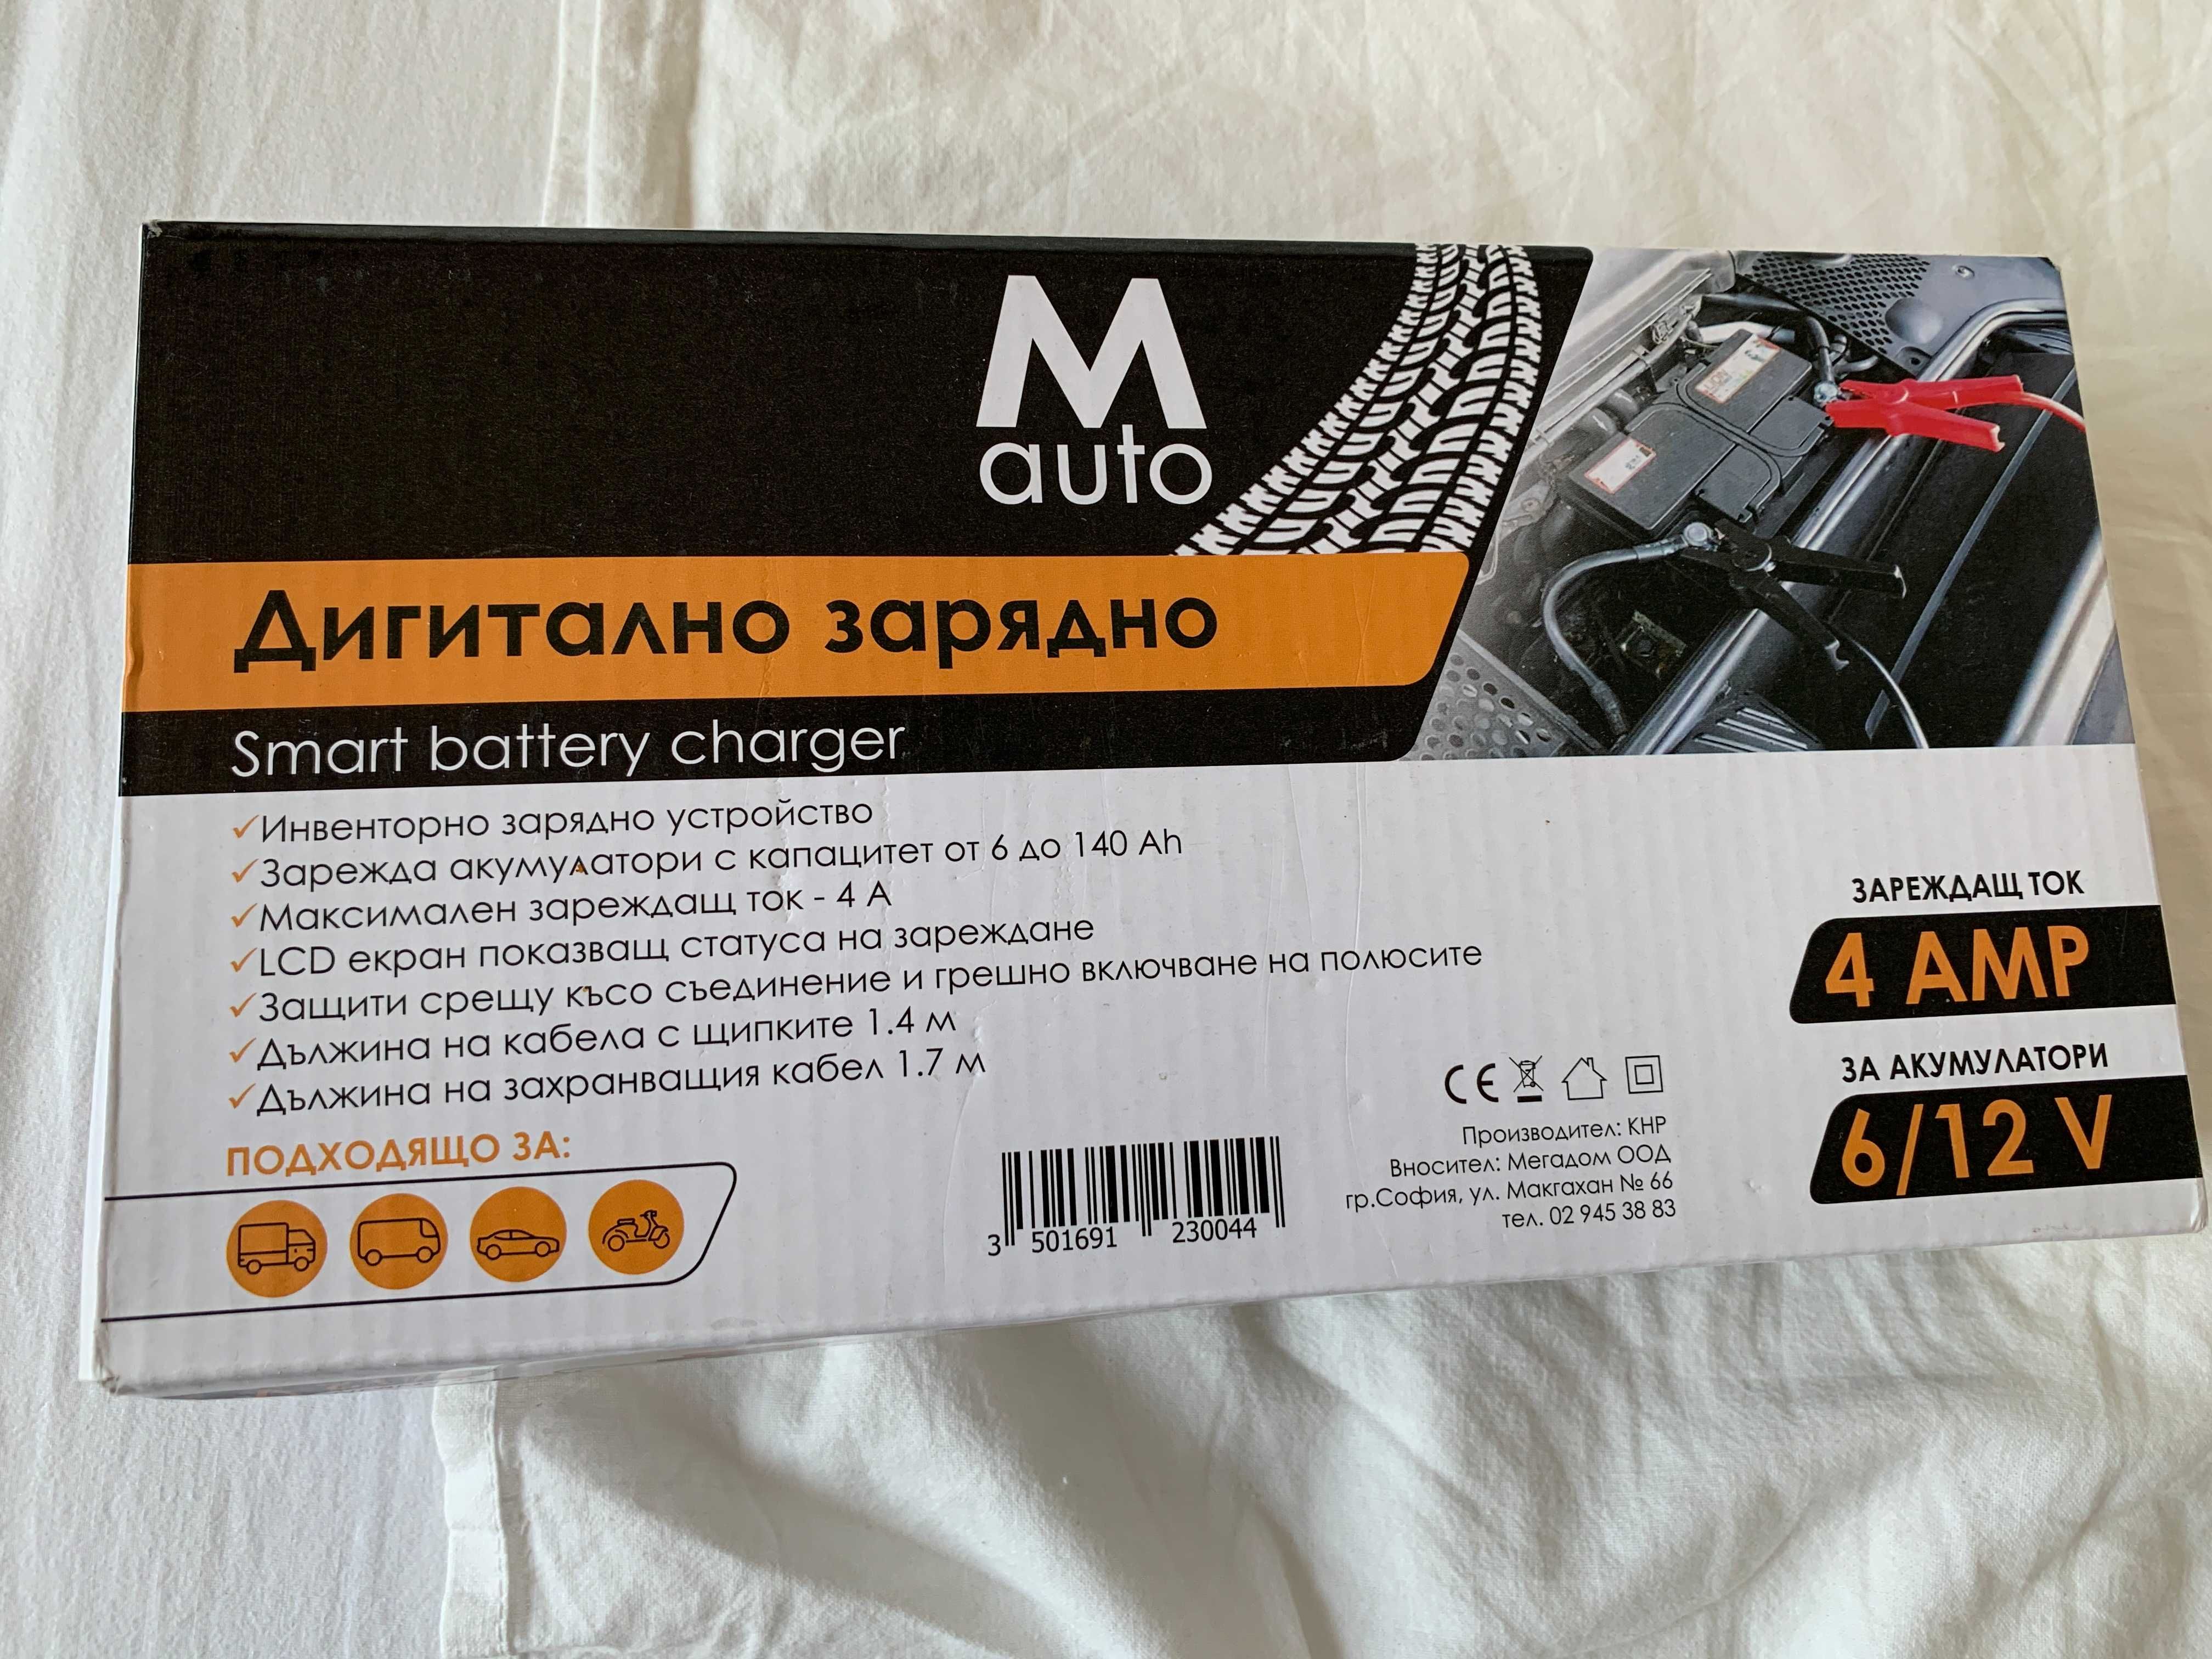 M
auto
Дигитално зарядно
Smart battery charger
✓Инвенторно зарядно устройство
✓Зарежда акумулатори с капацитет от 6 до 140 Ah
✓Максимален зареждащ ток - 4 А
✓LCD екран показващ статуса на зареждане
✓Защити срещу късо съединение и грешно включване на полюсите
✓Дължина на кабела с щипките 1.4 м
✓Дължина на захранващия кабел 1.7 м
ПОДХОДЯЩО ЗА:
3 501691 230044
CE
Производител: КНР
Вносител: Мегадом ООД
гр.София, ул. Макгахан № 66
тел. 02 945 38 83
ЗАРЕЖДАЩ ТОК
4 AMP
ЗА АКУМУЛАТОРИ
6/12 V